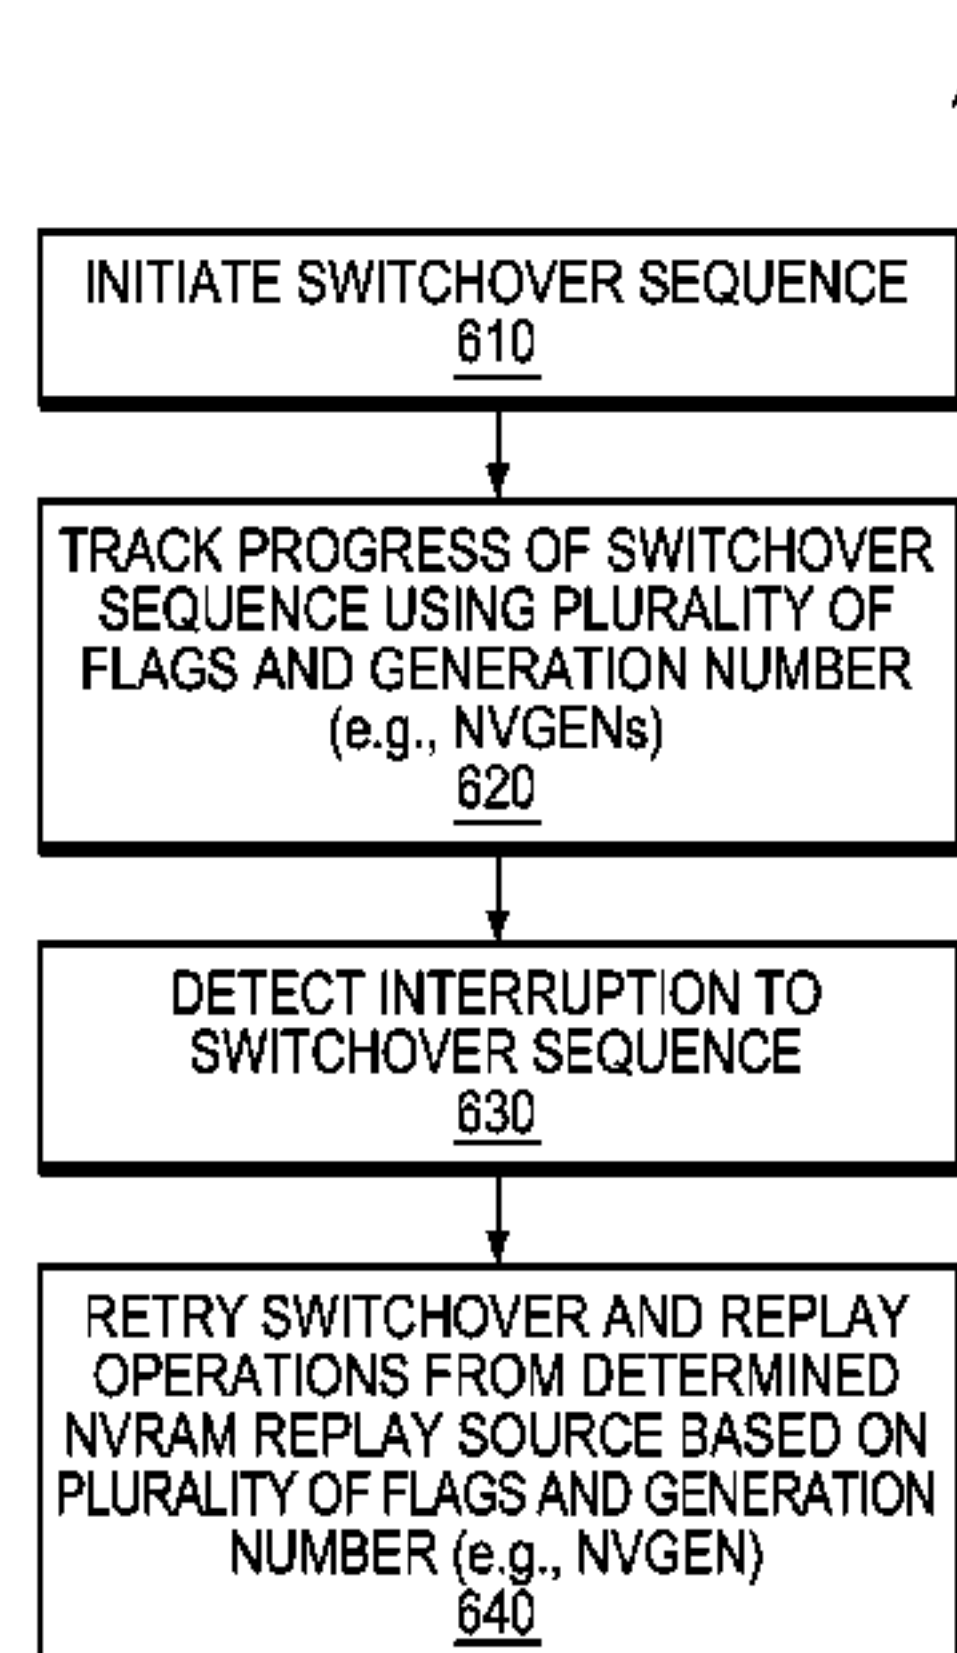 INITIATE SWITCHOVER SEQUENCE
610
TRACK PROGRESS OF SWITCHOVER
SEQUENCE USING PLURALITY OF
FLAGS AND GENERATION NUMBER
(e.g., NVGENs)
620
DETECT INTERRUPTION TO
SWITCHOVER SEQUENCE
630
RETRY SWITCHOVER AND REPLAY
OPERATIONS FROM DETERMINED
NVRAM REPLAY SOURCE BASED ON
PLURALITY OF FLAGS AND GENERATION
NUMBER (e.g., NVGEN)
640